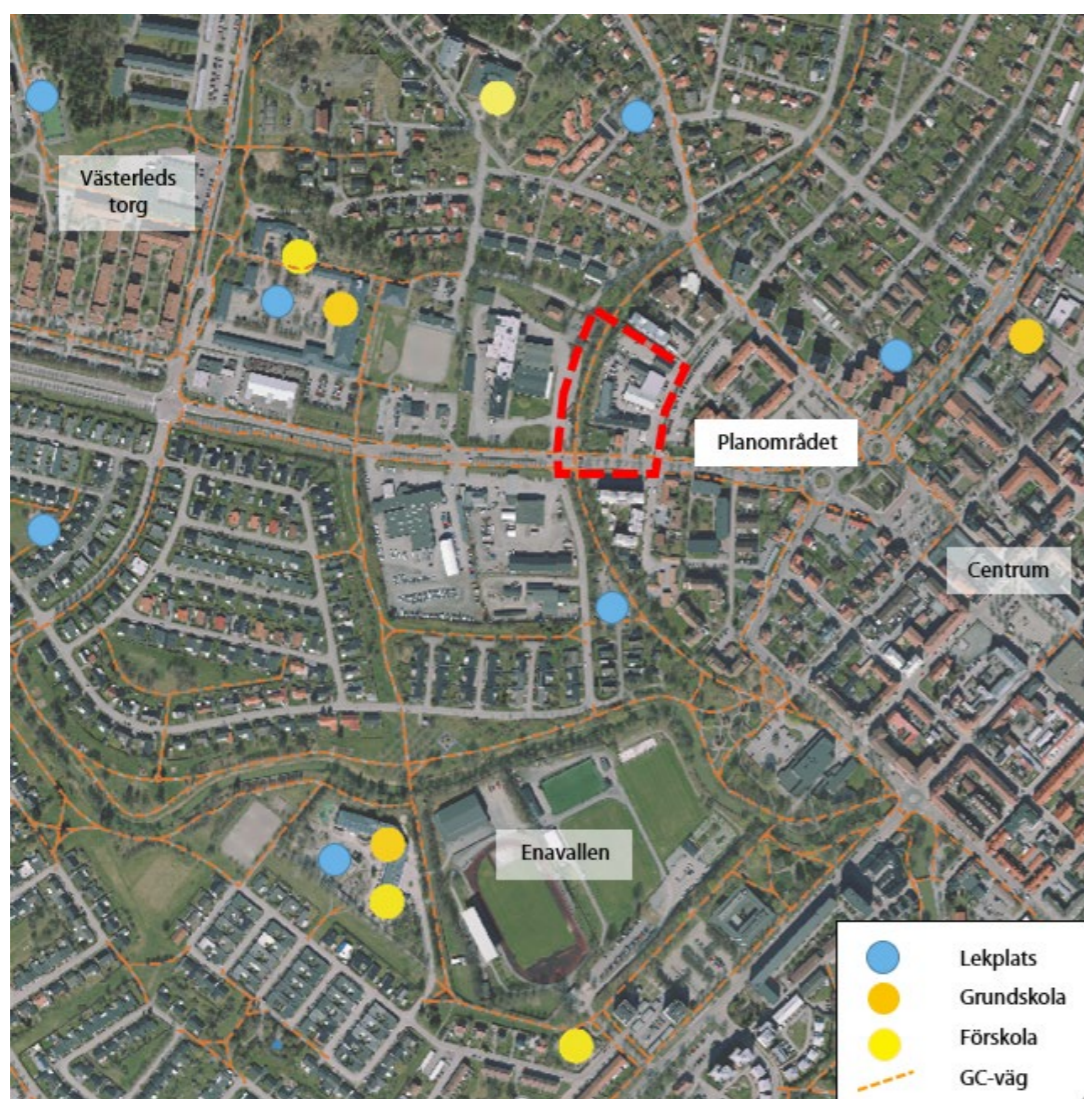 Västerleds
torg
Planområdet
Centrum
Enavallen
Lekplats
Grundskola
Förskola
GC-väg